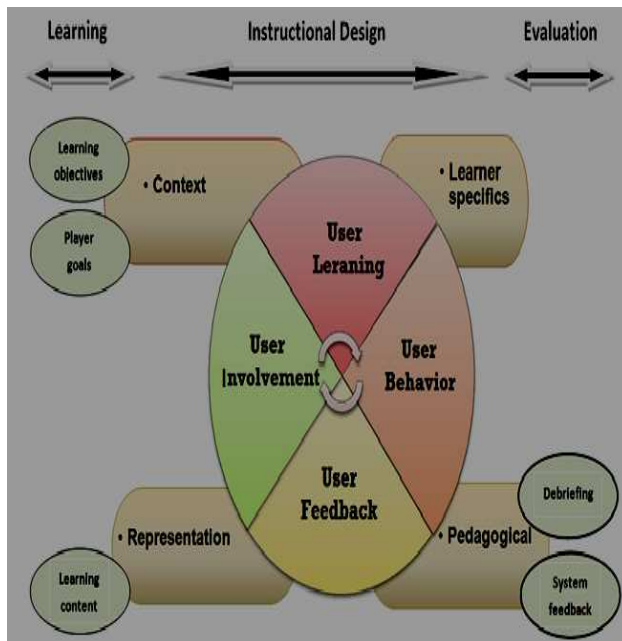 Learning
Instructional Design
Evaluation
Learning
objectives
Player
goals
• Context
• Learner
specifics
User
Leraning
User
Involvement
User
Behavior
User
Feedback
• Representation
Learning
content
• Pedagogical
Debriefing
System
feedback